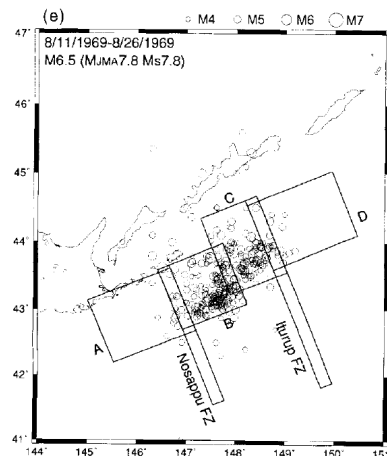 (e)
M4 M5 M6 M7
8/11/1969-8/26/1969
M6.5 (MJMA7.8 MS7.8)
47˚
46˚
45˚
44˚
43˚
42˚
41˚
A
B
C
D
Nosappu FZ
Iturup FZ
144˚ 145˚ 146˚ 147˚ 148˚ 149˚ 150˚ 151